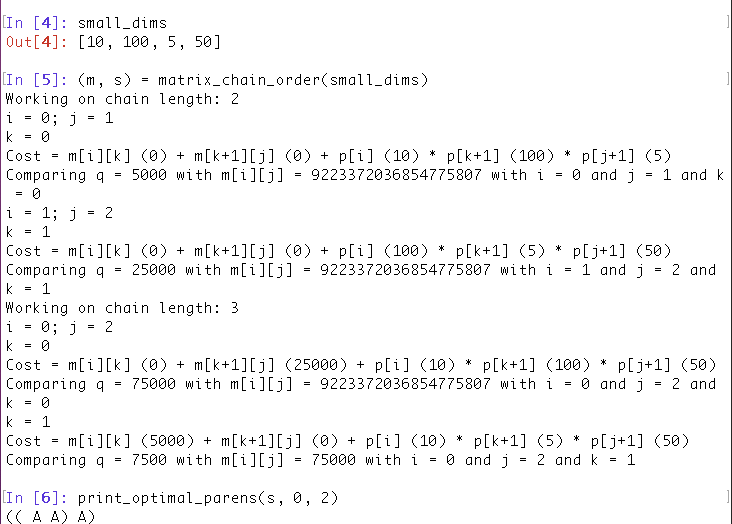 In [4]: small_dims
Out[4]: [10, 100, 5, 50]
In [5]: (m, s) = matrix_chain_order(small_dims)
Working on chain length: 2
i = 0; j = 1
k = 0
Cost = m[i][k] (0) + m[k+1][j] (0) + p[i] (10) * p[k+1] (100) * p[j+1] (5)
Comparing q = 5000 with m[i][j] = 9223372036854775807 with i = 0 and j = 1 and k
 = 0
i = 1; j = 2
k = 1
Cost = m[i][k] (0) + m[k+1][j] (0) + p[i] (100) * p[k+1] (5) * p[j+1] (50)
Comparing q = 25000 with m[i][j] = 9223372036854775807 with i = 1 and j = 2 and
k = 1
Working on chain length: 3
i = 0; j = 2
k = 0
Cost = m[i][k] (0) + m[k+1][j] (25000) + p[i] (10) * p[k+1] (100) * p[j+1] (50)
Comparing q = 75000 with m[i][j] = 9223372036854775807 with i = 0 and j = 2 and
k = 0
k = 1
Cost = m[i][k] (5000) + m[k+1][j] (0) + p[i] (10) * p[k+1] (5) * p[j+1] (50)
Comparing q = 7500 with m[i][j] = 75000 with i = 0 and j = 2 and k = 1
In [6]: print_optimal_parens(s, 0, 2)
(( A A) A)